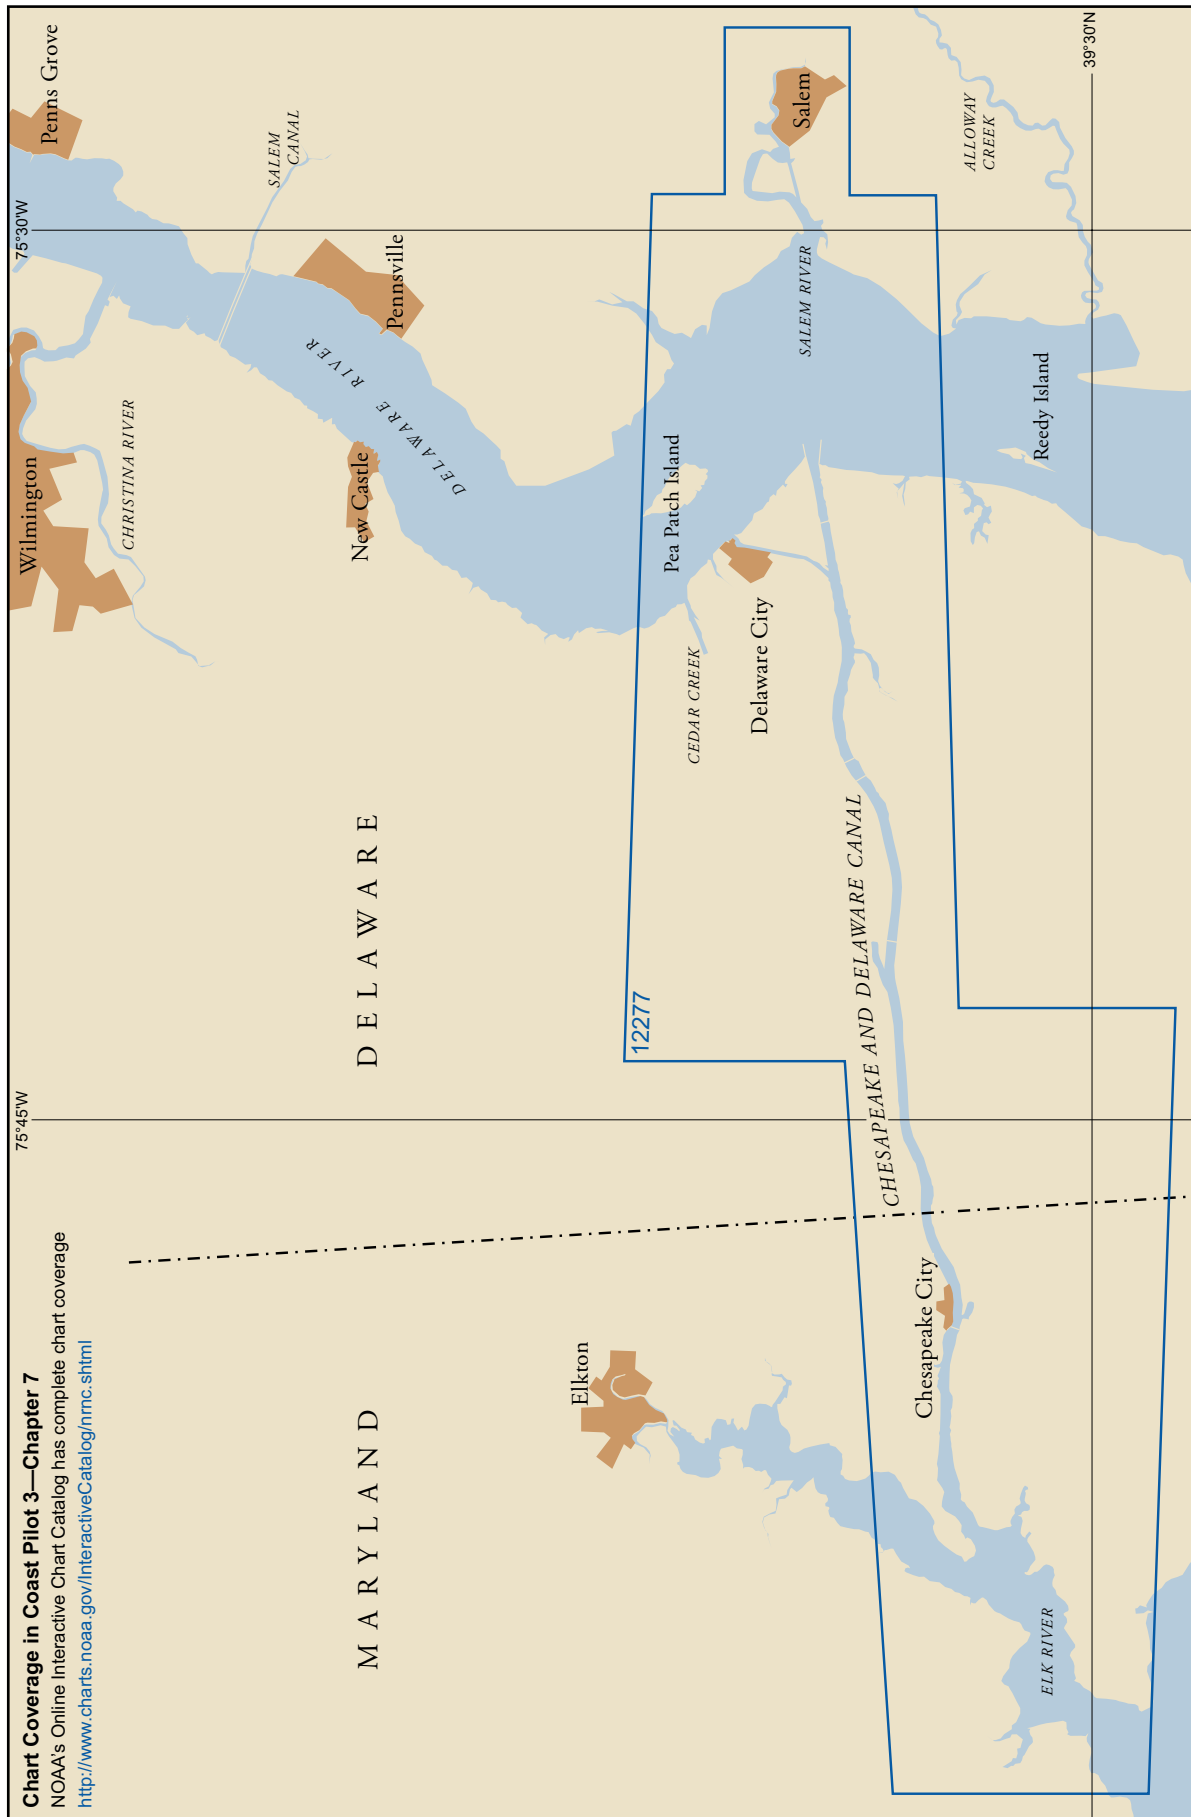 Chart Coverage in Coast Pilot 3—Chapter 7
NOAA's Online Interactive Chart Catalog has complete chart coverage
http://www.charts.noaa.gov/InteractiveCatalog/nrnc.shtml
75°45'W
75°30'W
Wilmington
Penns Grove
CHRISTINA RIVER
SALEM
CANAL
New Castle
Pennsville
DELAWARE RIVER
MARYLAND
DELAWARE
Elkton
12277
Pea Patch Island
CEDAR CREEK
Delaware City
SALEM RIVER
Salem
CHESAPEAKE AND DELAWARE CANAL
Chesapeake City
ALLOWAY
CREEK
Reedy Island
ELK RIVER
39°30'N